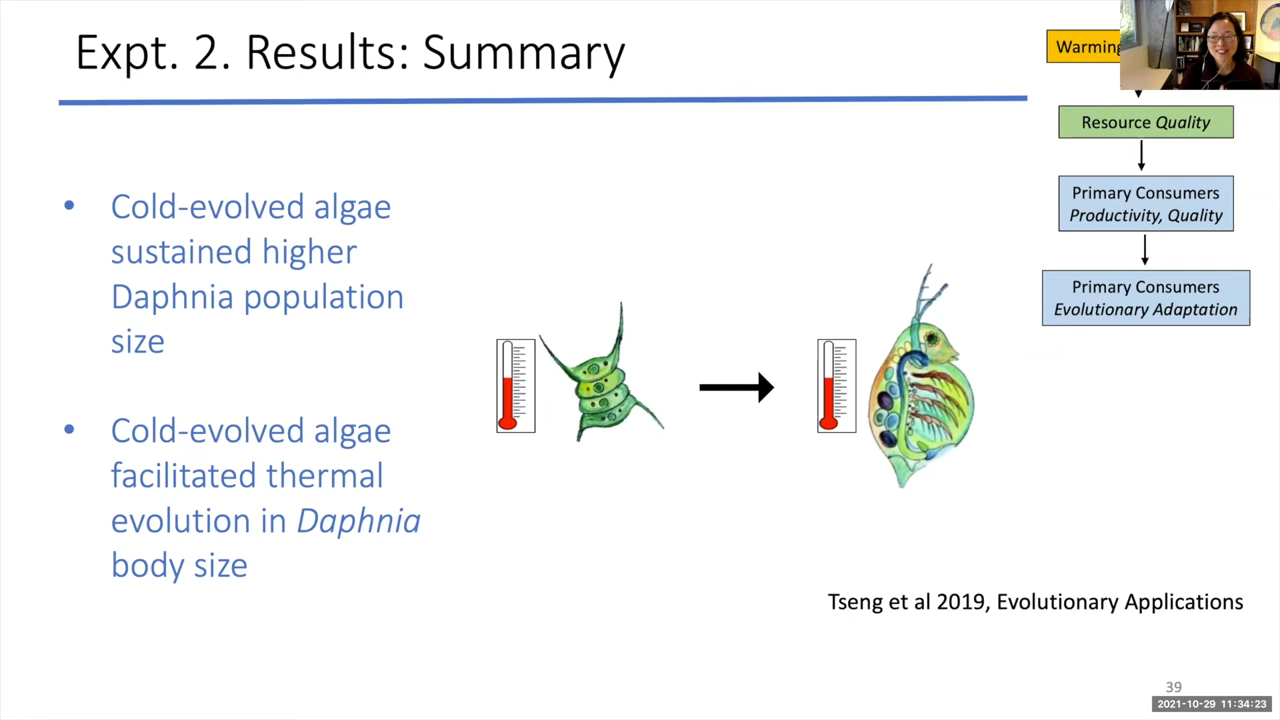 Expt. 2. Results: Summary
Warming
Resource Quality
Primary Consumers
Productivity, Quality
Primary Consumers
Evolutionary Adaptation
• Cold-evolved algae
sustained higher
Daphnia population
size
• Cold-evolved algae
facilitated thermal
evolution in Daphnia
body size
Tseng et al 2019, Evolutionary Applications
39
2021-10-29 11:34:23